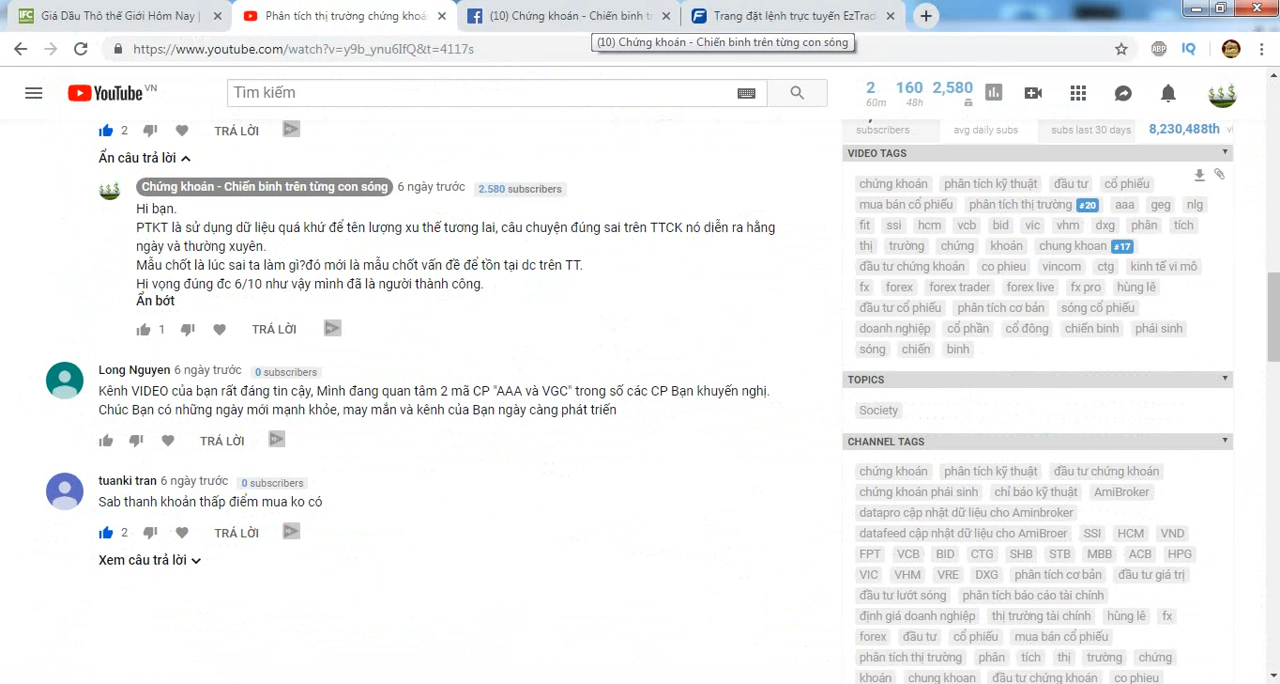 Giá Dầu Thô thế Giới Hôm Nay |
Phân tích thị trường chứng
(10) Chứng khoán - Chiến binh
Trang đặt lệnh trực tuyến EzTrad
https://www.youtube.com/watch?v=y9b_ynu6IfQ&t=4117s
(10) Chứng khoán - Chiến binh trên từng con sóng
ABP
IQ
YouTube VN
Tìm kiếm
2 160 2,580
60m 48h
subscribers avg daily subs subs last 30 days 8,230,488th
2 TRẢ LỜI
Ẩn câu trả lời
Chứng khoán - Chiến binh trên từng con sóng 6 ngày trước 2.580 subscribers
Hi bạn.
PTKT là sử dụng dữ liệu quá khứ để tên lượng xu thế tương lai, câu chuyện đúng sai trên TTCK nó diễn ra hằng
ngày và thường xuyên.
Mẫu chốt là lúc sai ta làm gì?đó mới là mẫu chốt vấn đề để tồn tại dc trên TT.
Hi vọng đúng đc 6/10 như vậy mình đã là người thành công.
Ẩn bớt
1 TRẢ LỜI
Long Nguyen 6 ngày trước 0 subscribers
Kênh VIDEO của bạn rất đáng tin cậy, Mình đang quan tâm 2 mã CP "AAA và VGC" trong số các CP Bạn khuyến nghị.
Chúc Bạn có những ngày mới mạnh khỏe, may mắn và kênh của Bạn ngày càng phát triển
TRẢ LỜI
tuanki tran 6 ngày trước 0 subscribers
Sab thanh khoản thấp điểm mua ko có
2 TRẢ LỜI
Xem câu trả lời
VIDEO TAGS
chứng khoán phân tích kỹ thuật đầu tư cổ phiếu
mua bán cổ phiếu phân tích thị trường #20 aaa geg nlg
fit ssi hcm vcb bid vic vhm dxg phân tích
thị trường chứng khoán chung khoan #17
đầu tư chứng khoán co phieu vincom ctg kinh tế vi mô
fx forex forex trader forex live fx pro hùng lê
đầu tư cổ phiếu phân tích cơ bản sóng cổ phiếu
doanh nghiệp cổ phần cổ đông chiến binh phái sinh
sóng chiến binh
TOPICS
Society
CHANNEL TAGS
chứng khoán phân tích kỹ thuật đầu tư chứng khoán
chứng khoán phái sinh chỉ báo kỹ thuật AmiBroker
datapro cập nhật dữ liệu cho Aminbroker
datafeed cập nhật dữ liệu cho AmiBroer SSI HCM VND
FPT VCB BID CTG SHB STB MBB ACB HPG
VIC VHM VRE DXG phân tích cơ bản đầu tư giá trị
đầu tư lướt sóng phân tích báo cáo tài chính
định giá doanh nghiệp thị trường tài chính hùng lê fx
forex đầu tư cổ phiếu mua bán cổ phiếu
phân tích thị trường phân tích thị trường chứng
khoán chung khoan đầu tư chứng khoán co phieu